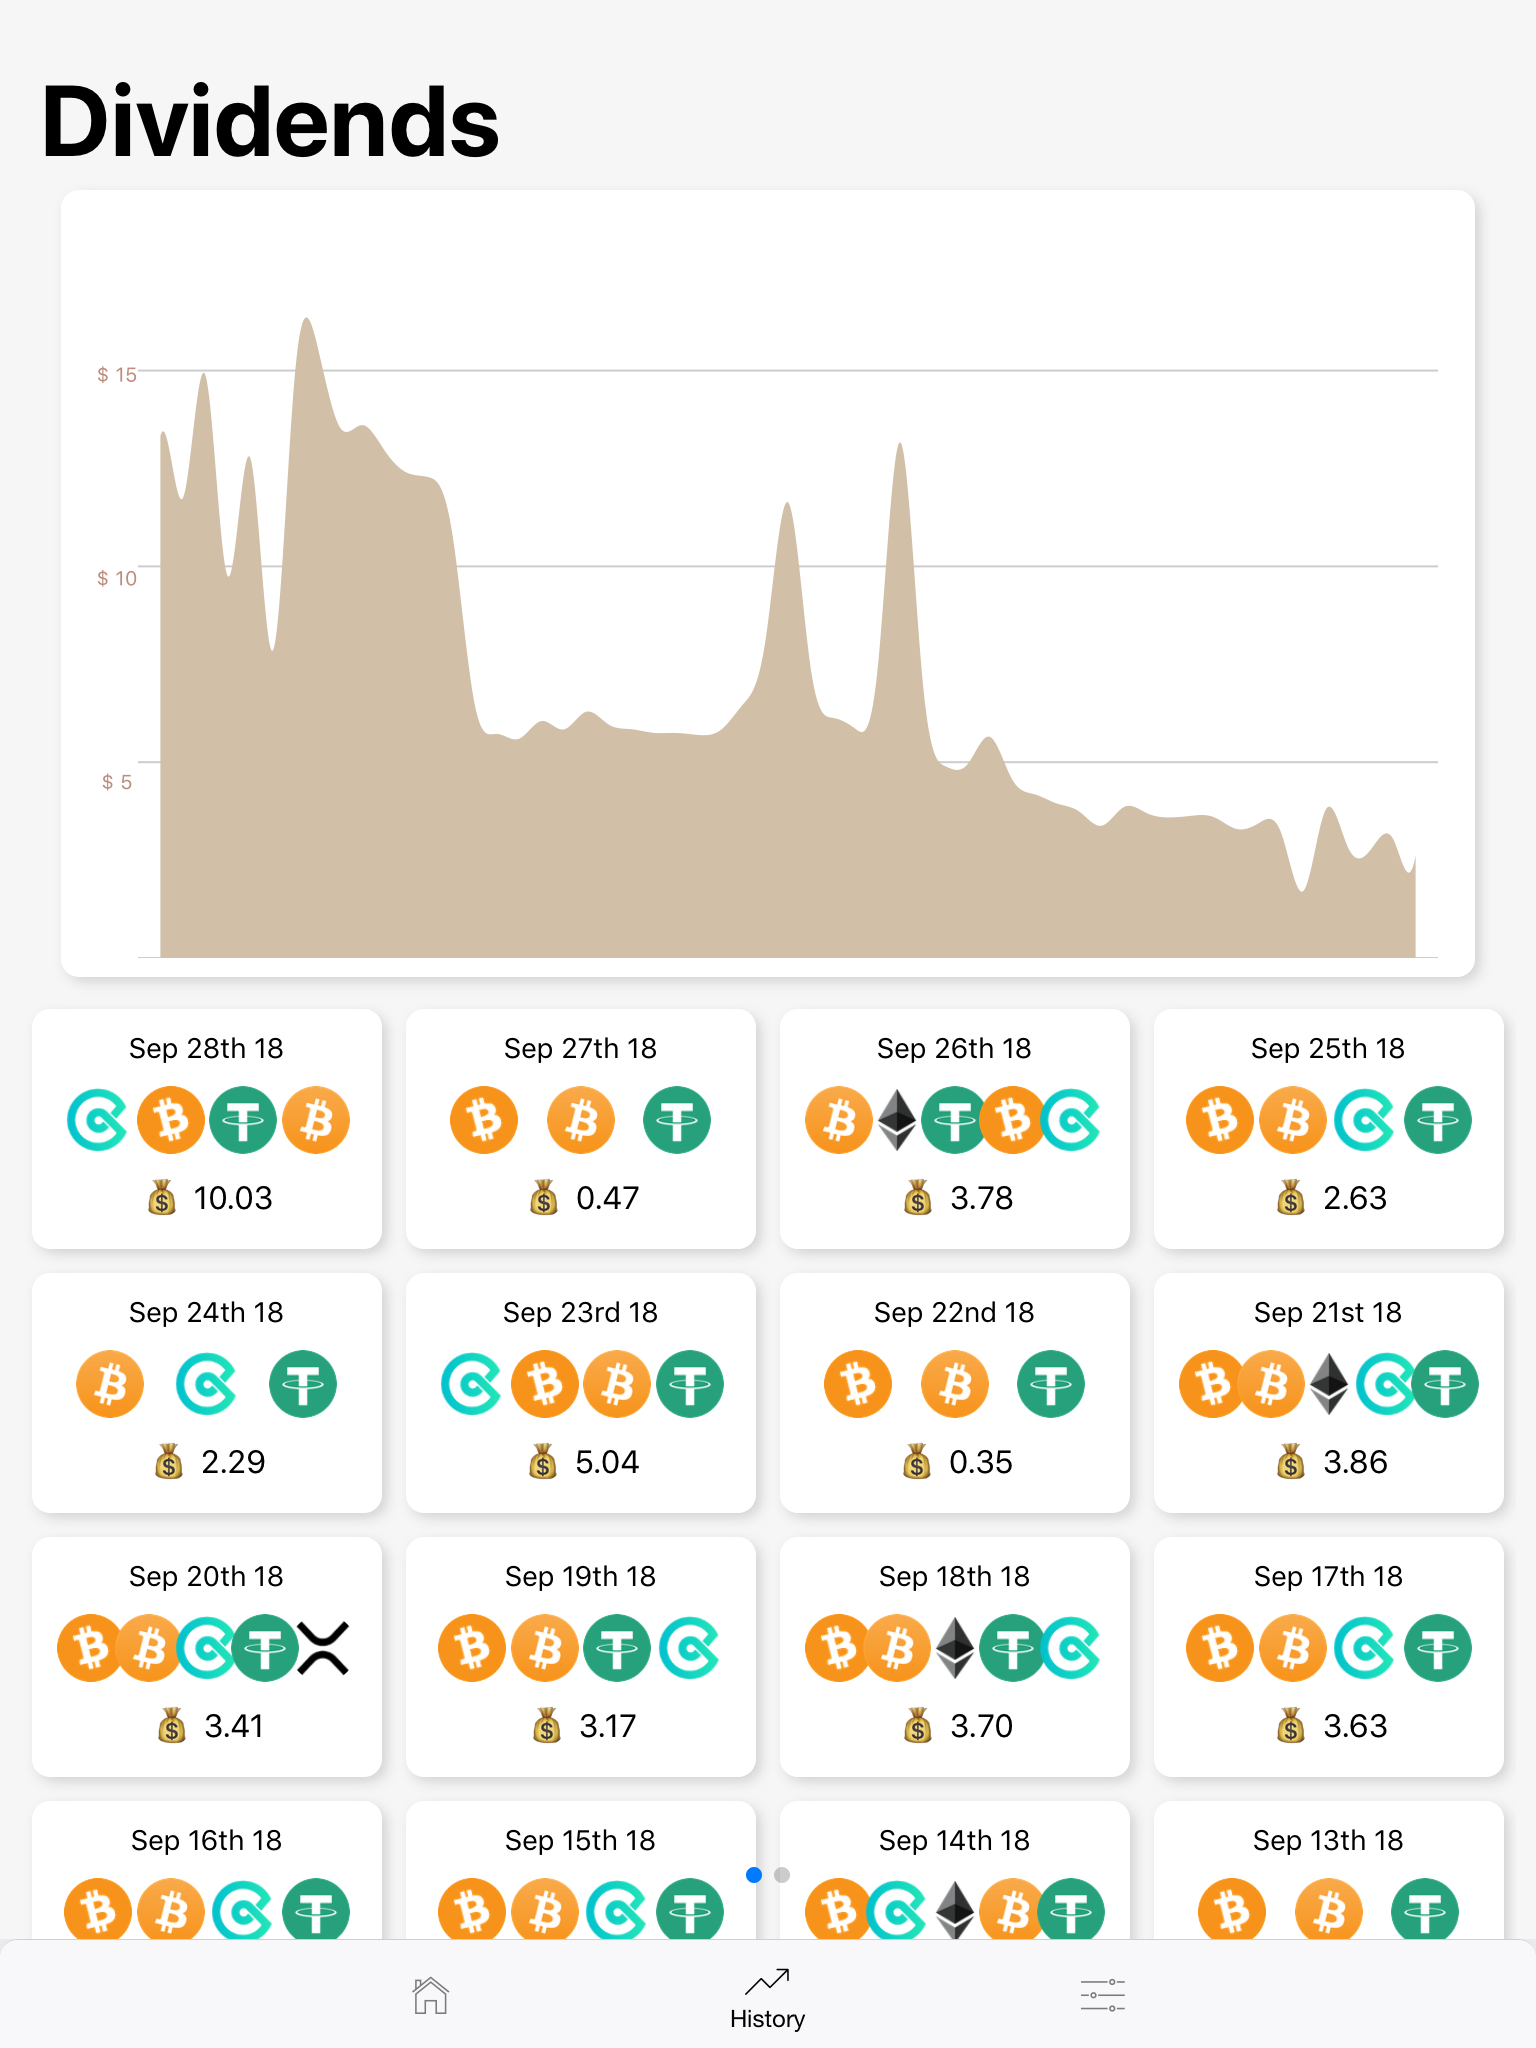 Dividends
$ 15
$ 10
$ 5
Sep 28th 18
Sep 27th 18
Sep 26th 18
Sep 25th 18
10.03
0.47
3.78
2.63
Sep 24th 18
Sep 23rd 18
Sep 22nd 18
Sep 21st 18
2.29
5.04
0.35
3.86
Sep 20th 18
Sep 19th 18
Sep 18th 18
Sep 17th 18
3.41
3.17
3.70
3.63
Sep 16th 18
Sep 15th 18
Sep 14th 18
Sep 13th 18
History